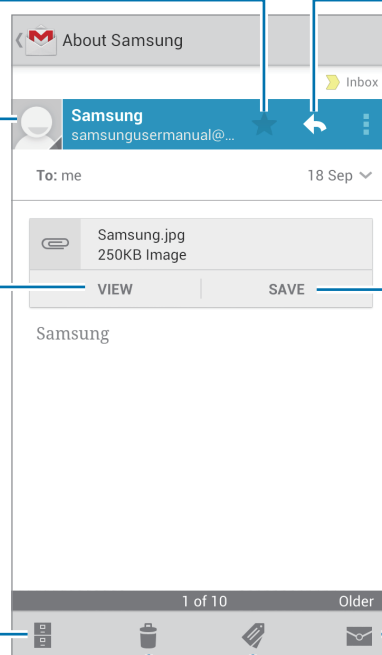 About Samsung
Inbox
Samsung
samsungusermanual@...
To: me 18 Sep
Samsung.jpg
250KB Image
VIEW SAVE
Samsung
1 of 10 Older